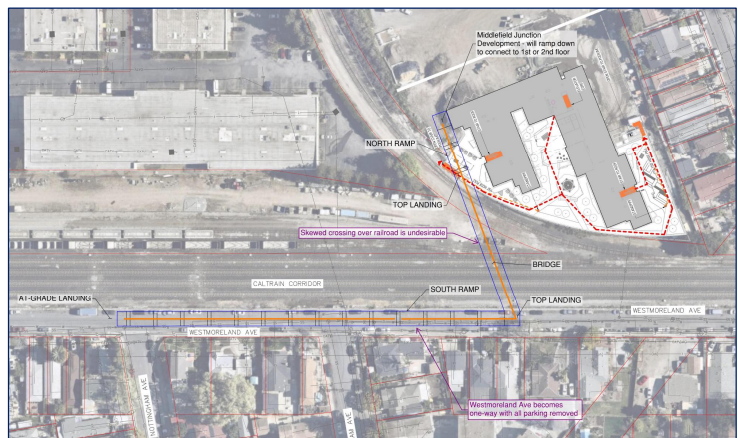 Middlefield Junction
Development - will ramp down
to connect to 1st or 2nd floor
NORTH RAMP
TOP LANDING
Skewed crossing over railroad is undesirable
BRIDGE
CALTRAIN CORRIDOR
SOUTH RAMP
AT-GRADE LANDING
TOP LANDING
WESTMORELAND AVE
WESTMORELAND AVE
NOTTINGHAM AVE
AM AVE
Westmoreland Ave becomes
one-way with all parking removed